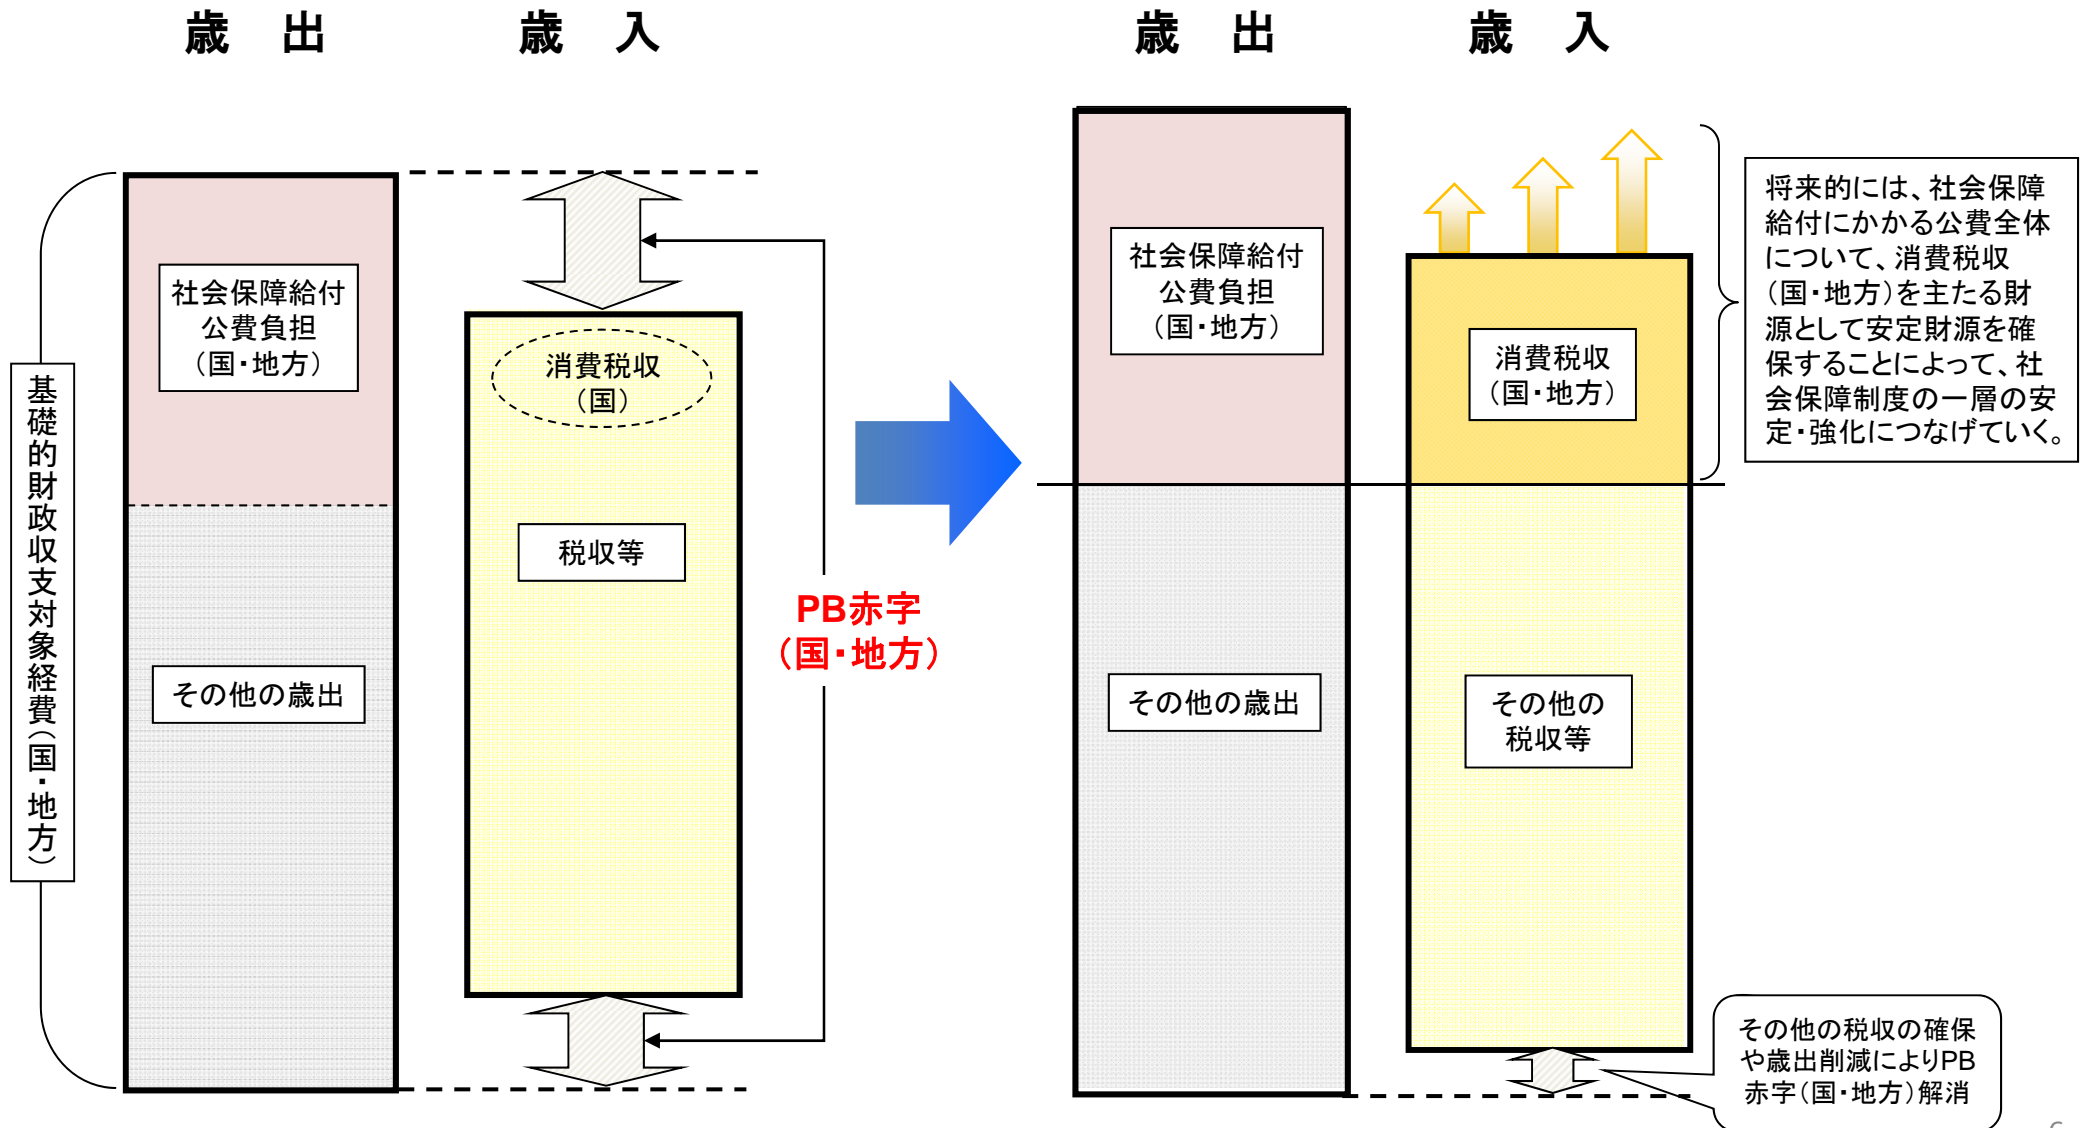 歳 出
歳 入
基礎的財政収支対象経費(国・地方)
社会保障給付
公費負担
(国・地方)
その他の歳出
消費税収
(国)
税収等
PB赤字
(国・地方)
歳 出
歳 入
社会保障給付
公費負担
(国・地方)
その他の歳出
消費税収
(国・地方)
その他の
税収等
将来的には、社会保障
給付にかかる公費全体
について、消費税収
(国・地方)を主たる財
源として安定財源を確
保することによって、社
会保障制度の一層の安
定・強化につなげていく。
その他の税収の確保
や歳出削減によりPB
赤字(国・地方)解消